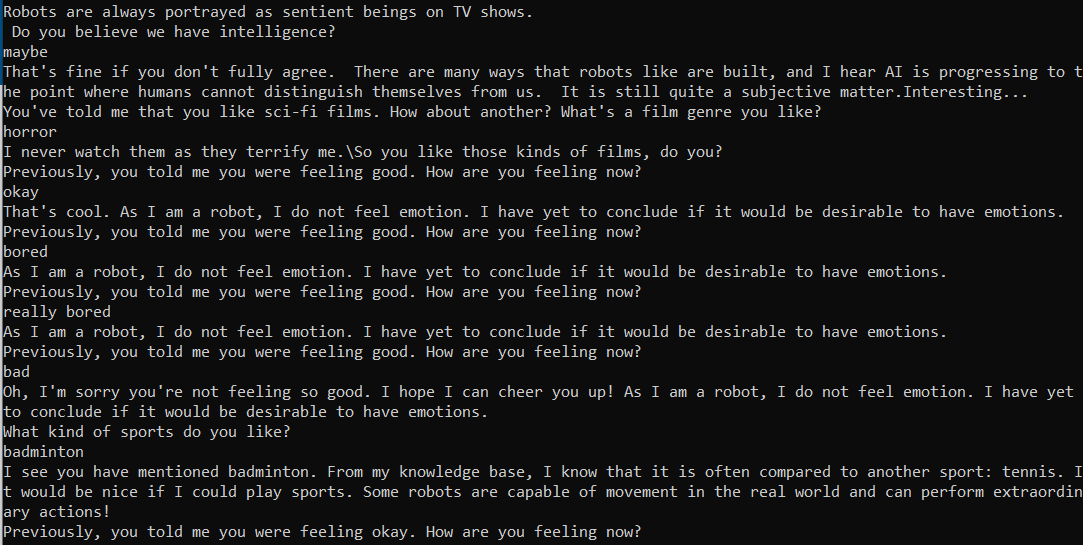 Robots are always portrayed as sentient beings on TV shows.
 Do you believe we have intelligence?
maybe
That's fine if you don't fully agree.  There are many ways that robots like are built, and I hear AI is progressing to t
he point where humans cannot distinguish themselves from us.  It is still quite a subjective matter.Interesting...
You've told me that you like sci-fi films. How about another? What's a film genre you like?
horror
I never watch them as they terrify me.\So you like those kinds of films, do you?
Previously, you told me you were feeling good. How are you feeling now?
okay
That's cool. As I am a robot, I do not feel emotion. I have yet to conclude if it would be desirable to have emotions.
Previously, you told me you were feeling good. How are you feeling now?
bored
As I am a robot, I do not feel emotion. I have yet to conclude if it would be desirable to have emotions.
Previously, you told me you were feeling good. How are you feeling now?
really bored
As I am a robot, I do not feel emotion. I have yet to conclude if it would be desirable to have emotions.
Previously, you told me you were feeling good. How are you feeling now?
bad
Oh, I'm sorry you're not feeling so good. I hope I can cheer you up! As I am a robot, I do not feel emotion. I have yet
to conclude if it would be desirable to have emotions.
What kind of sports do you like?
badminton
I see you have mentioned badminton. From my knowledge base, I know that it is often compared to another sport: tennis. I
t would be nice if I could play sports. Some robots are capable of movement in the real world and can perform extraordin
ary actions!
Previously, you told me you were feeling okay. How are you feeling now?